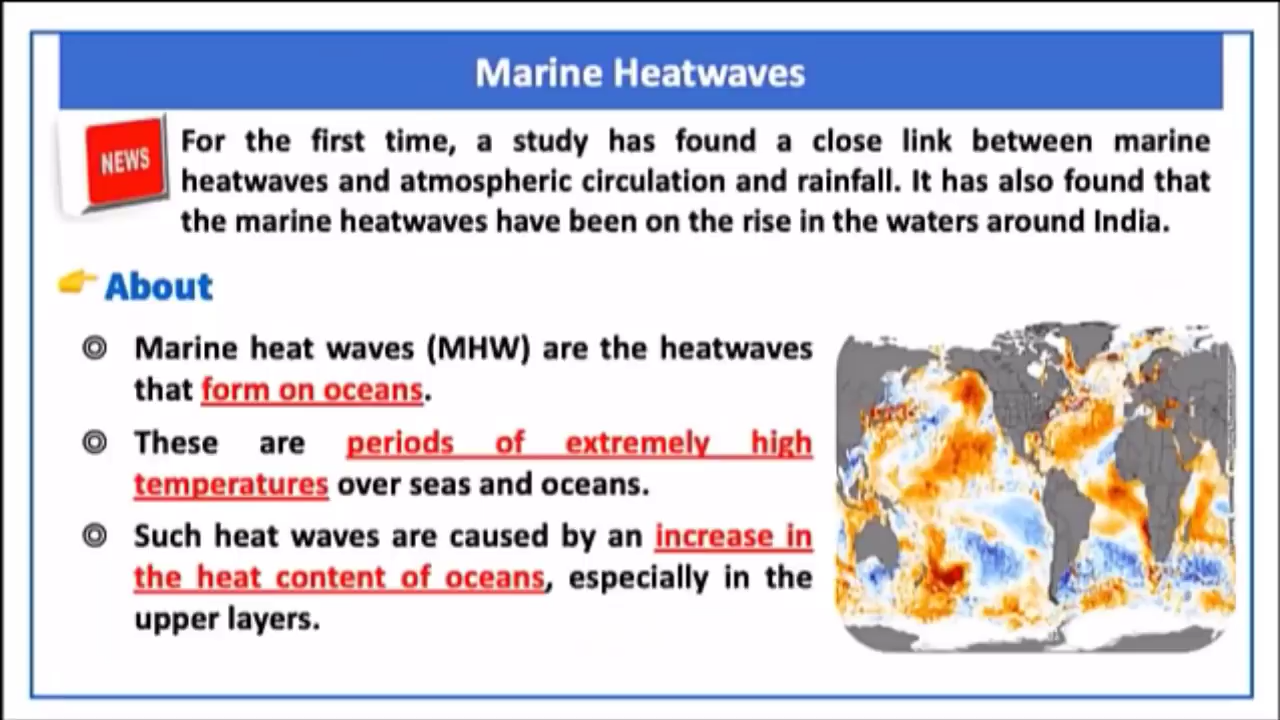 Marine Heatwaves
NEWS
For the first time, a study has found a close link between marine
heatwaves and atmospheric circulation and rainfall. It has also found that
the marine heatwaves have been on the rise in the waters around India.
About
Marine heat waves (MHW) are the heatwaves
that form on oceans.
These are periods of extremely high
temperatures over seas and oceans.
Such heat waves are caused by an increase in
the heat content of oceans, especially in the
upper layers.